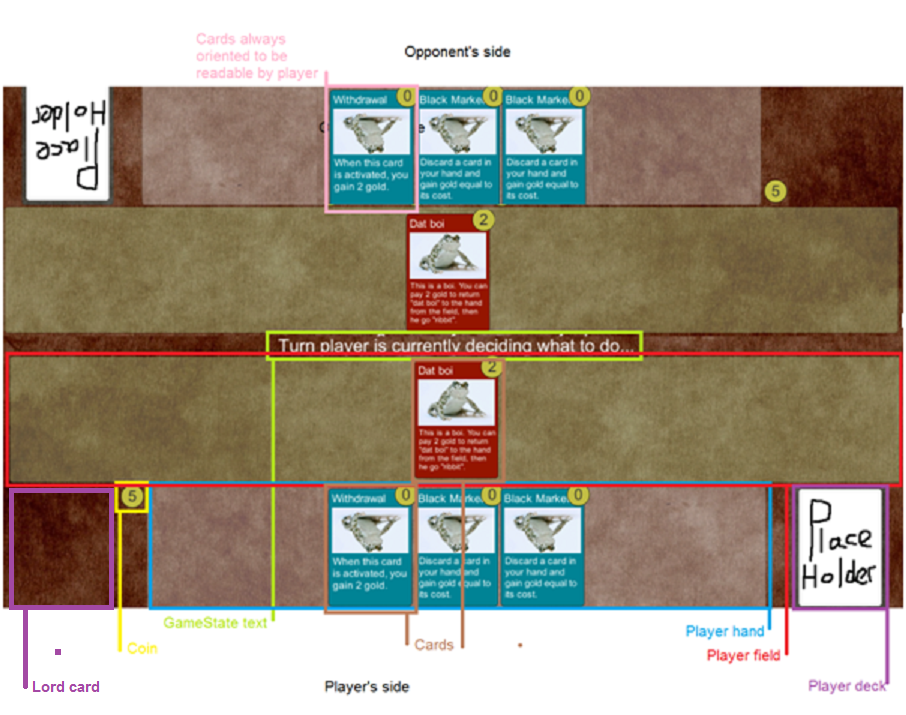 Cards always
oriented to be
readable by player
Opponent's side
Place
Holder
Withdrawal 0
When this card
is activated, you
gain 2 gold.
Black Marke 0
Discard a card in
your hand and
gain gold equal to
its cost.
Black Marke 0
Discard a card in
your hand and
gain gold equal to
its cost.
5
Dat boi 2
This is a boi. You can
pay 2 gold to return
"dat boi" to the hand
from the field, then
he go "ribbit".
Turn player is currently deciding what to do...
Dat boi 2
This is a boi. You can
pay 2 gold to return
"dat boi" to the hand
from the field, then
he go "ribbit".
5
Withdrawal 0
When this card
is activated, you
gain 2 gold.
Black Marke 0
Discard a card in
your hand and
gain gold equal to
its cost.
Black Marke 0
Discard a card in
your hand and
gain gold equal to
its cost.
Place
Holder
GameState text
Coin
Cards
Player hand
Player field
Lord card
Player's side
Player deck